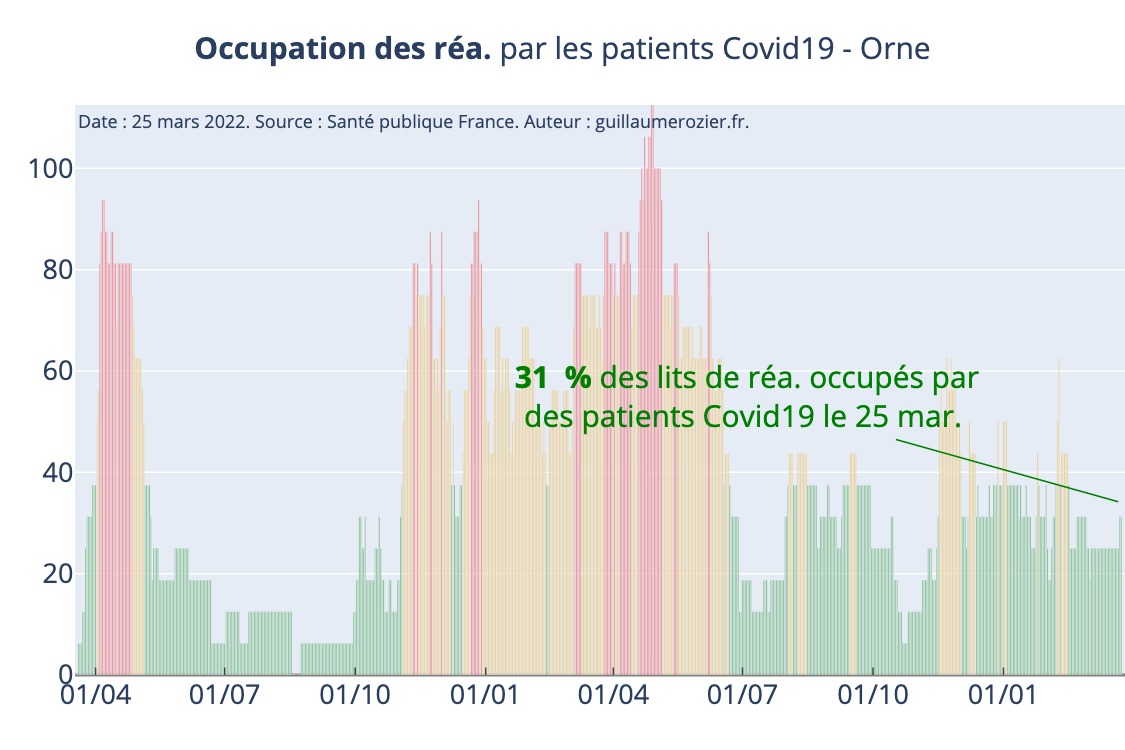 Occupation des réa. par les patients Covid19 - Orne
Date : 25 mars 2022. Source : Santé publique France. Auteur : guillaumerozier.fr.
100
80
60
40
20
0
31 % des lits de réa. occupés par
des patients Covid19 le 25 mar.
01/04 01/07 01/10 01/01 01/04 01/07 01/10 01/01